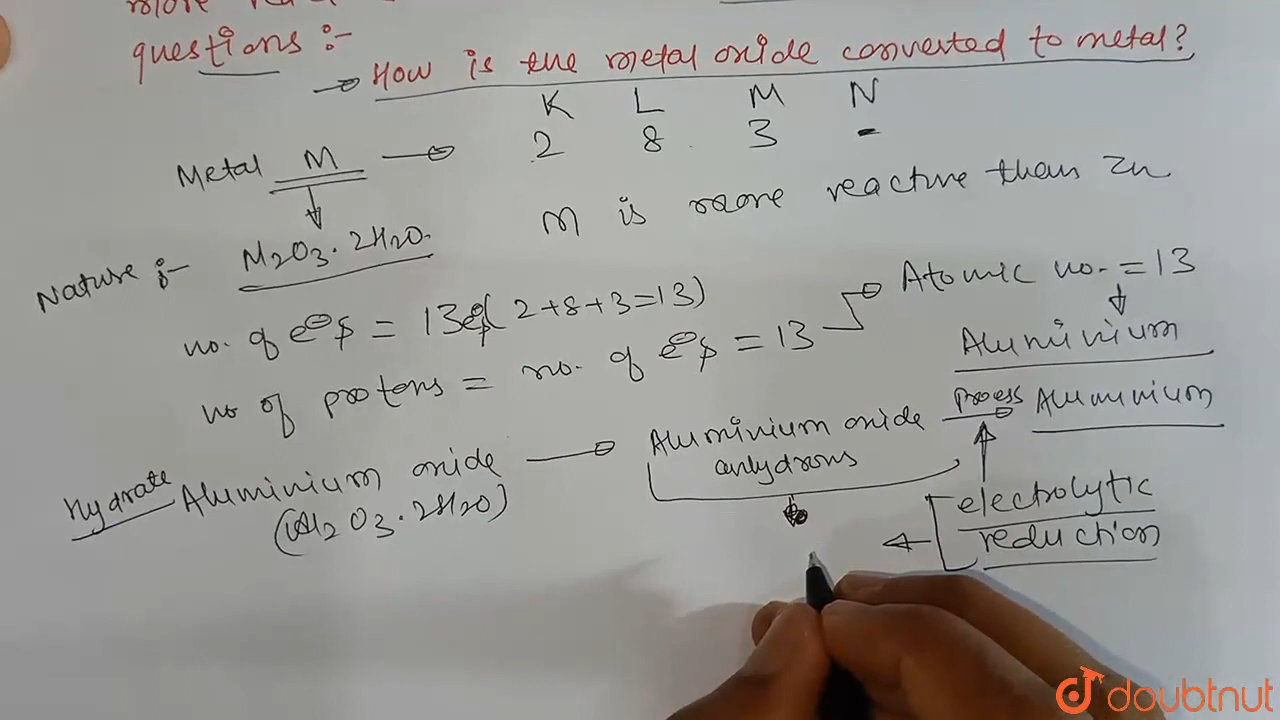 more
questions :-
→ How is the metal oxide converted to metal?
K L M N
Metal M → 2 8 3 -
M is more reactive than Zn
Nature :- M2O3.2H2O.
no. of e⊖s = 13e⊖s(2+8+3=13)
no of protons = no. of e⊖s = 13 → Atomic no. = 13
Aluminium
Hydrate Aluminium oxide → Aluminium oxide process → Aluminium
anhydrous
(Al2O3.2H2O)
electrolytic
reduction
doubtnut